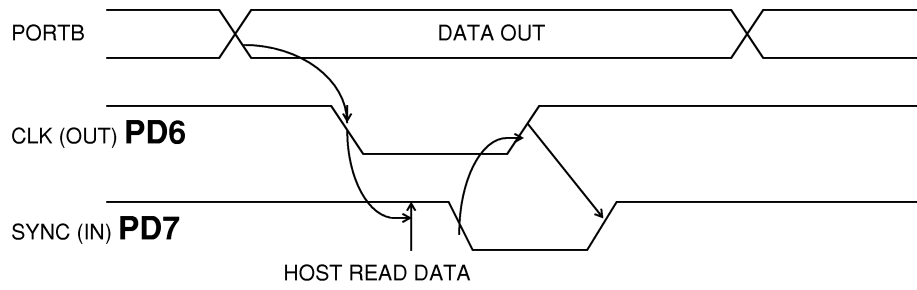 PORTB DATA OUT
CLK (OUT) PD6
SYNC (IN) PD7
HOST READ DATA